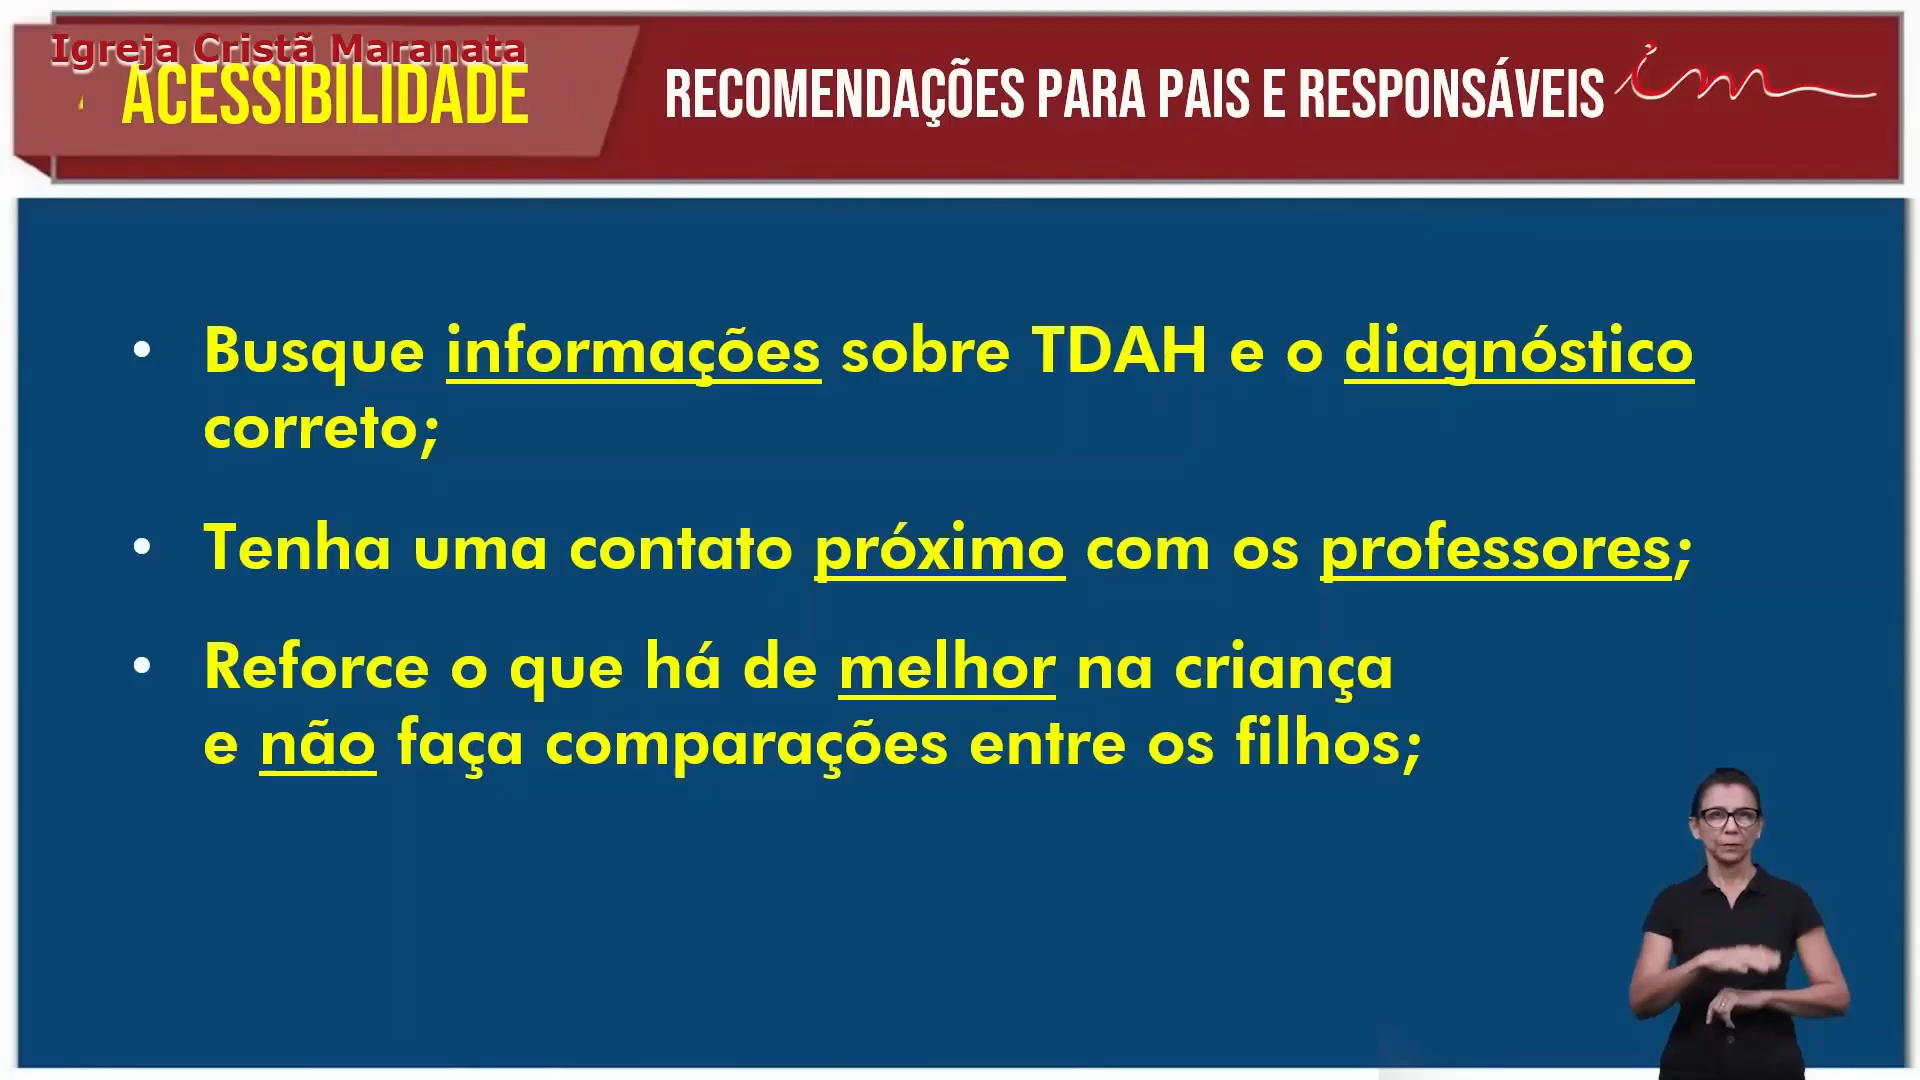 Igreja Cristã Maranata
ACESSIBILIDADE
RECOMENDAÇÕES PARA PAIS E RESPONSÁVEIS
im
• Busque informações sobre TDAH e o diagnóstico
correto;
• Tenha uma contato próximo com os professores;
• Reforce o que há de melhor na criança
e não faça comparações entre os filhos;